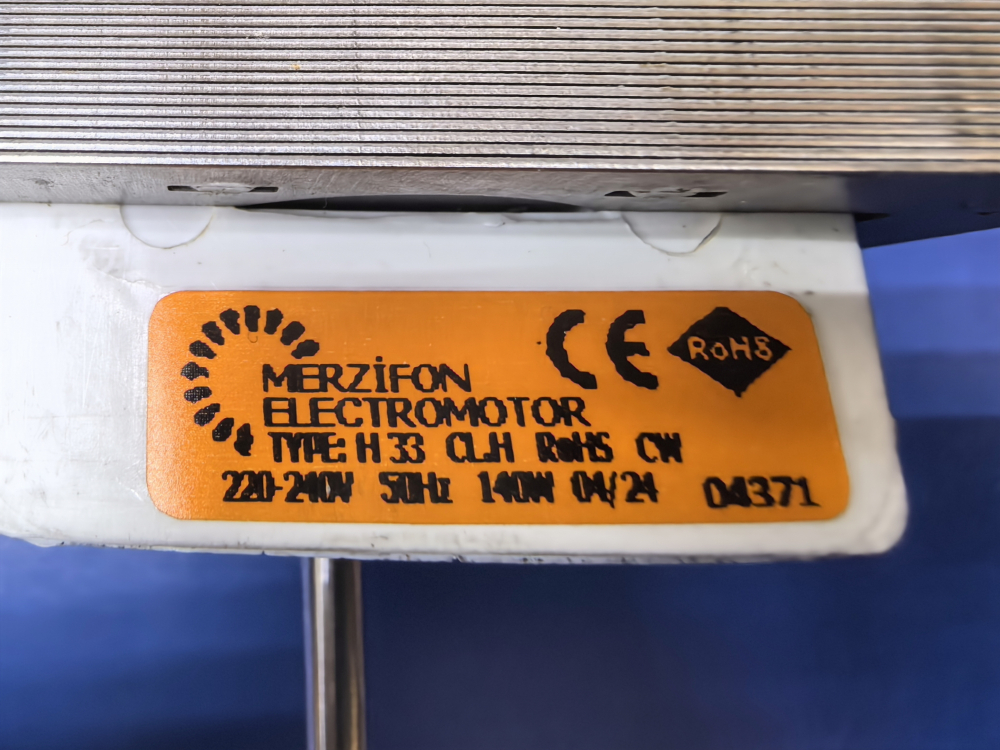 CE RoHS
MERZİFON
ELECTROMOTOR
TYPE: H 33 CL.H RoHS CW
220-240V 50Hz 140W 04/24 04371